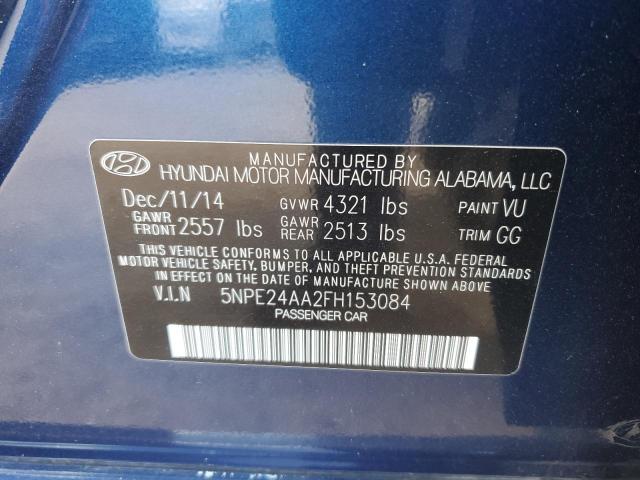 MANUFACTURED BY
HYUNDAI MOTOR MANUFACTURING ALABAMA, LLC
Dec/11/14 GVWR 4321 lbs PAINT VU
GAWR FRONT 2557 lbs GAWR REAR 2513 lbs TRIM GG
THIS VEHICLE CONFORMS TO ALL APPLICABLE U.S.A. FEDERAL
MOTOR VEHICLE SAFETY, BUMPER, AND THEFT PREVENTION STANDARDS
IN EFFECT ON THE DATE OF MANUFACTURE SHOWN ABOVE.
V.I.N 5NPE24AA2FH153084
PASSENGER CAR